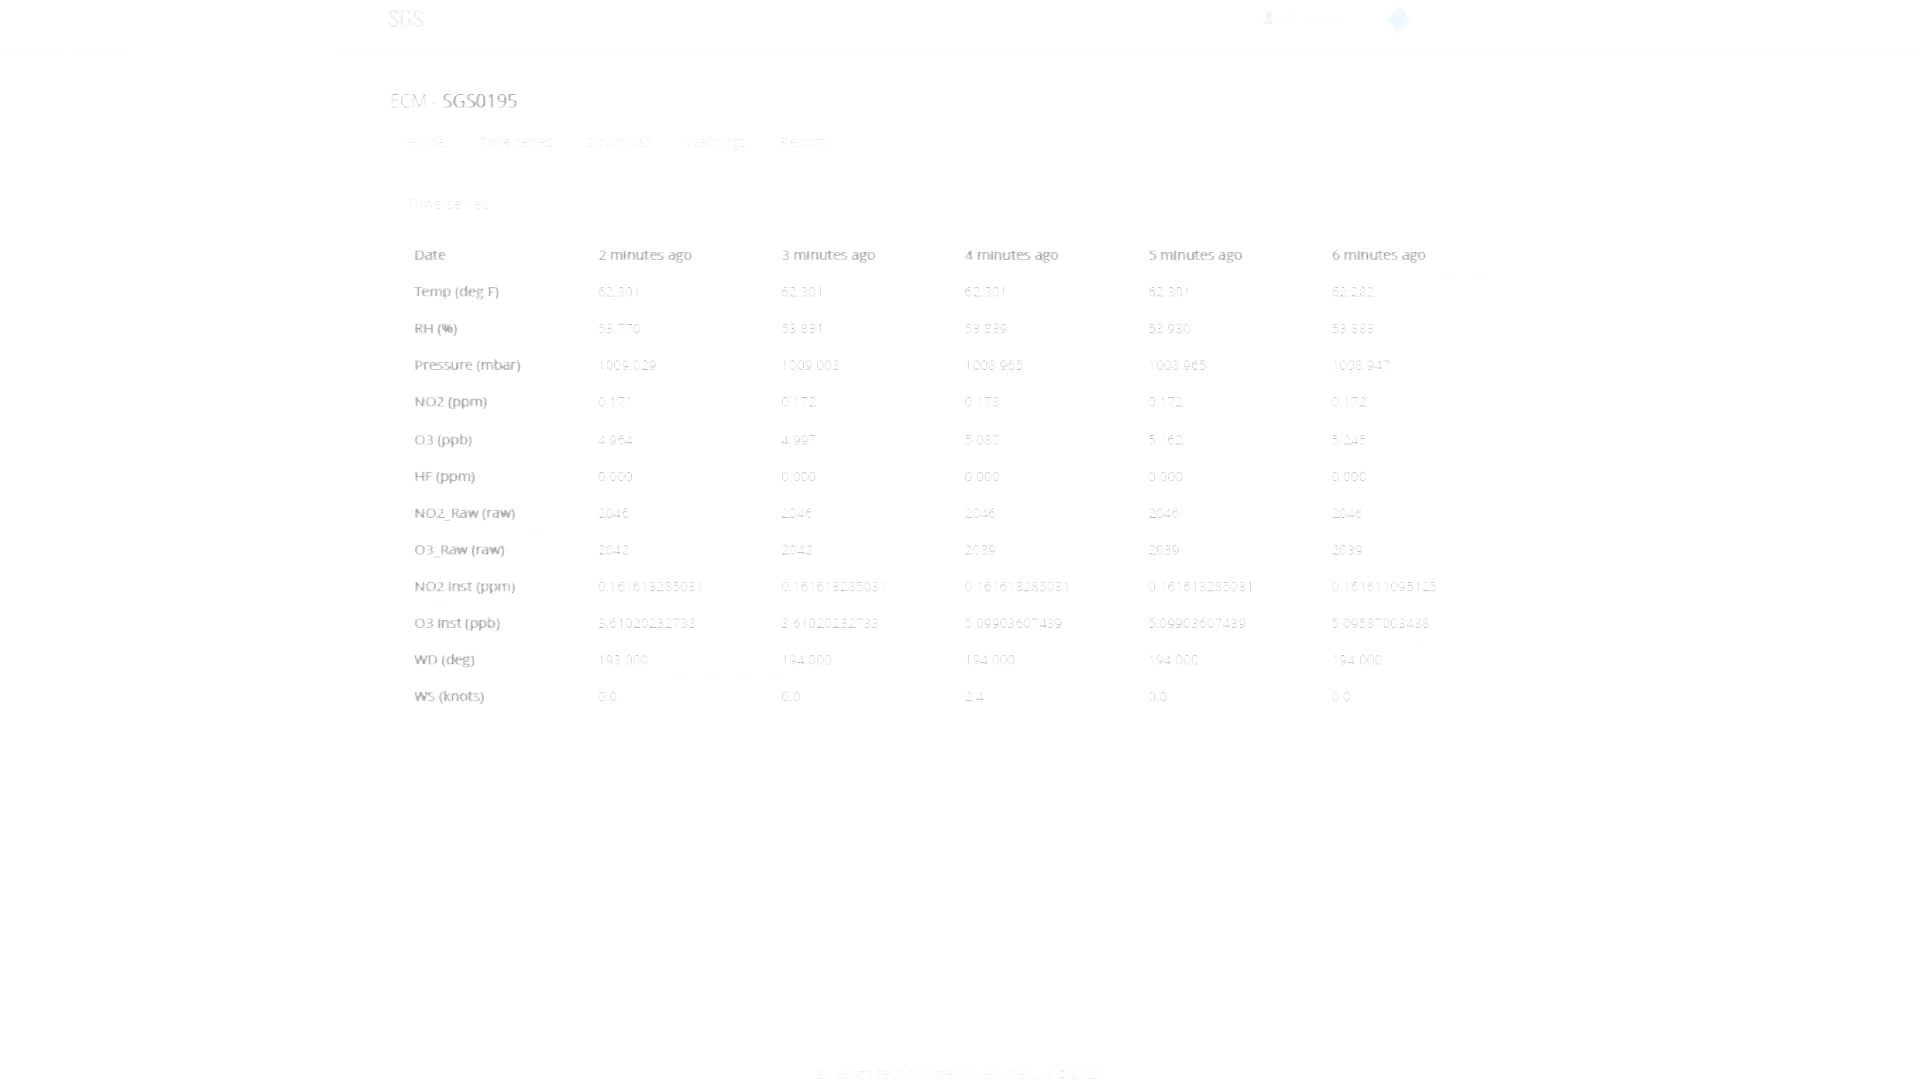 SGS
ECM - SGS0195
Home Time series Download Warnings Reports
Time series
Date 2 minutes ago 3 minutes ago 4 minutes ago 5 minutes ago 6 minutes ago
Temp (deg F) 62.301 62.301 62.301 62.301 62.282
RH (%) 53.770 53.831 53.839 53.930 53.883
Pressure (mbar) 1009.029 1009.003 1008.965 1008.965 1008.947
NO2 (ppm) 0.171 0.172 0.173 0.172 0.172
O3 (ppb) 4.964 4.997 5.080 5.162 5.245
HF (ppm) 0.000 0.000 0.000 0.000 0.000
NO2_Raw (raw) 2046 2046 2046 2046 2046
O3_Raw (raw) 2042 2042 2039 2039 2039
NO2 Inst (ppm) 0.161613285031 0.161613285031 0.161613285031 0.161613285031 0.161611095125
O3 Inst (ppb) 3.61020232733 3.61020232733 5.09903607439 5.09903607439 5.09587003438
WD (deg) 193.000 194.000 194.000 194.000 194.000
WS (knots) 0.0 0.0 2.4 0.0 0.0